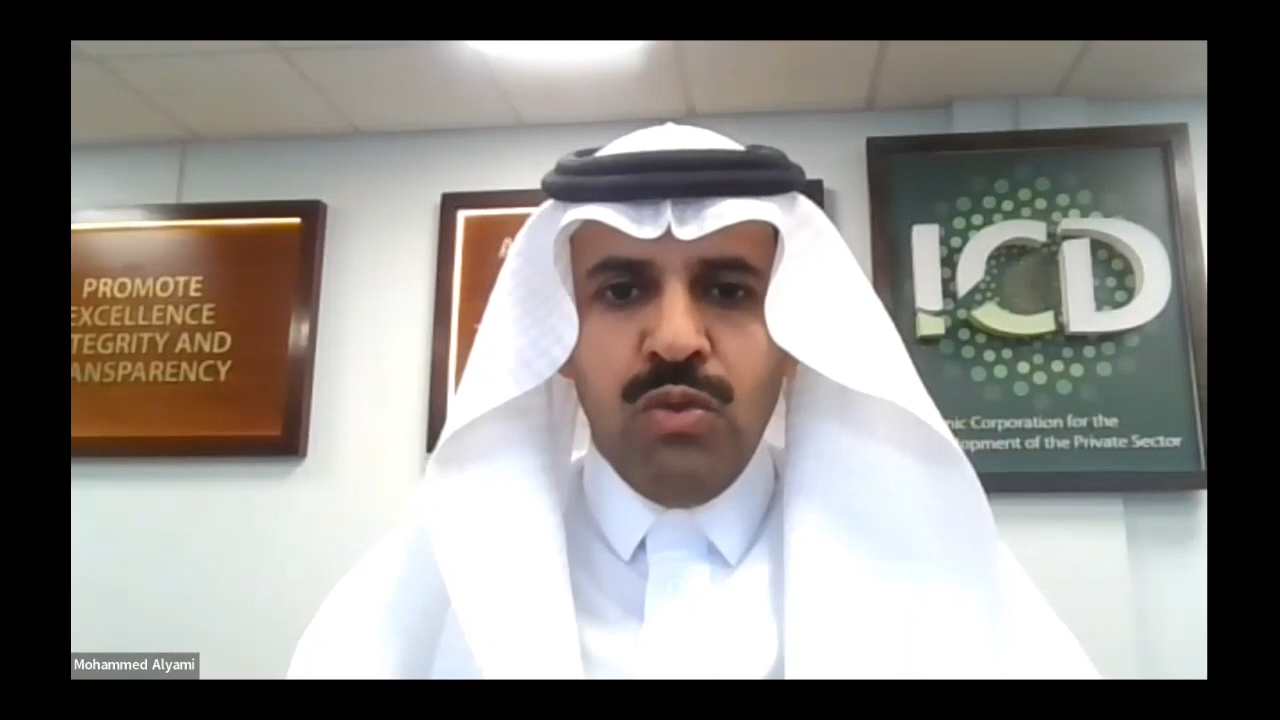 PROMOTE
EXCELLENCE
TEGRITY AND
ANSPARENCY
ICD
nic Corporation for the
lopment of the Private Sector
Mohammed Alyami